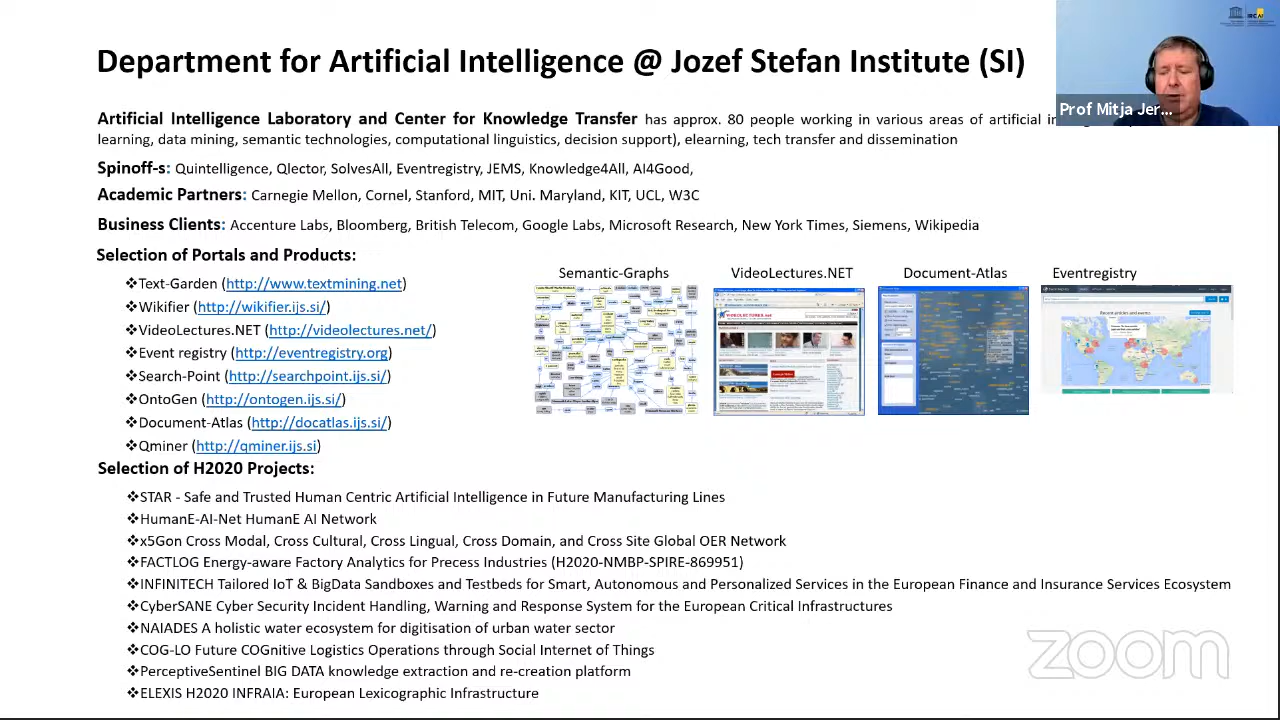 Department for Artificial Intelligence @ Jozef Stefan Institute (SI)
Prof Mitja Jer...
Artificial Intelligence Laboratory and Center for Knowledge Transfer has approx. 80 people working in various areas of artificial
learning, data mining, semantic technologies, computational linguistics, decision support), elearning, tech transfer and dissemination
Spinoff-s: Quintelligence, Qlector, SolvesAll, Eventregistry, JEMS, Knowledge4All, AI4Good,
Academic Partners: Carnegie Mellon, Cornel, Stanford, MIT, Uni. Maryland, KIT, UCL, W3C
Business Clients: Accenture Labs, Bloomberg, British Telecom, Google Labs, Microsoft Research, New York Times, Siemens, Wikipedia
Selection of Portals and Products:
❖Text-Garden (http://www.textmining.net)
❖Wikifier (http://wikifier.ijs.si/)
❖VideoLectures.NET (http://videolectures.net/)
❖Event registry (http://eventregistry.org)
❖Search-Point (http://searchpoint.ijs.si/)
❖OntoGen (http://ontogen.ijs.si/)
❖Document-Atlas (http://docatlas.ijs.si/)
❖Qminer (http://qminer.ijs.si)
Semantic-Graphs
VideoLectures.NET
Document-Atlas
Eventregistry
Selection of H2020 Projects:
❖STAR - Safe and Trusted Human Centric Artificial Intelligence in Future Manufacturing Lines
❖HumanE-AI-Net HumanE AI Network
❖x5Gon Cross Modal, Cross Cultural, Cross Lingual, Cross Domain, and Cross Site Global OER Network
❖FACTLOG Energy-aware Factory Analytics for Precess Industries (H2020-NMBP-SPIRE-869951)
❖INFINITECH Tailored IoT & BigData Sandboxes and Testbeds for Smart, Autonomous and Personalized Services in the European Finance and Insurance Services Ecosystem
❖CyberSANE Cyber Security Incident Handling, Warning and Response System for the European Critical Infrastructures
❖NAIADES A holistic water ecosystem for digitisation of urban water sector
❖COG-LO Future COGnitive Logistics Operations through Social Internet of Things
❖PerceptiveSentinel BIG DATA knowledge extraction and re-creation platform
❖ELEXIS H2020 INFRAIA: European Lexicographic Infrastructure
zoom